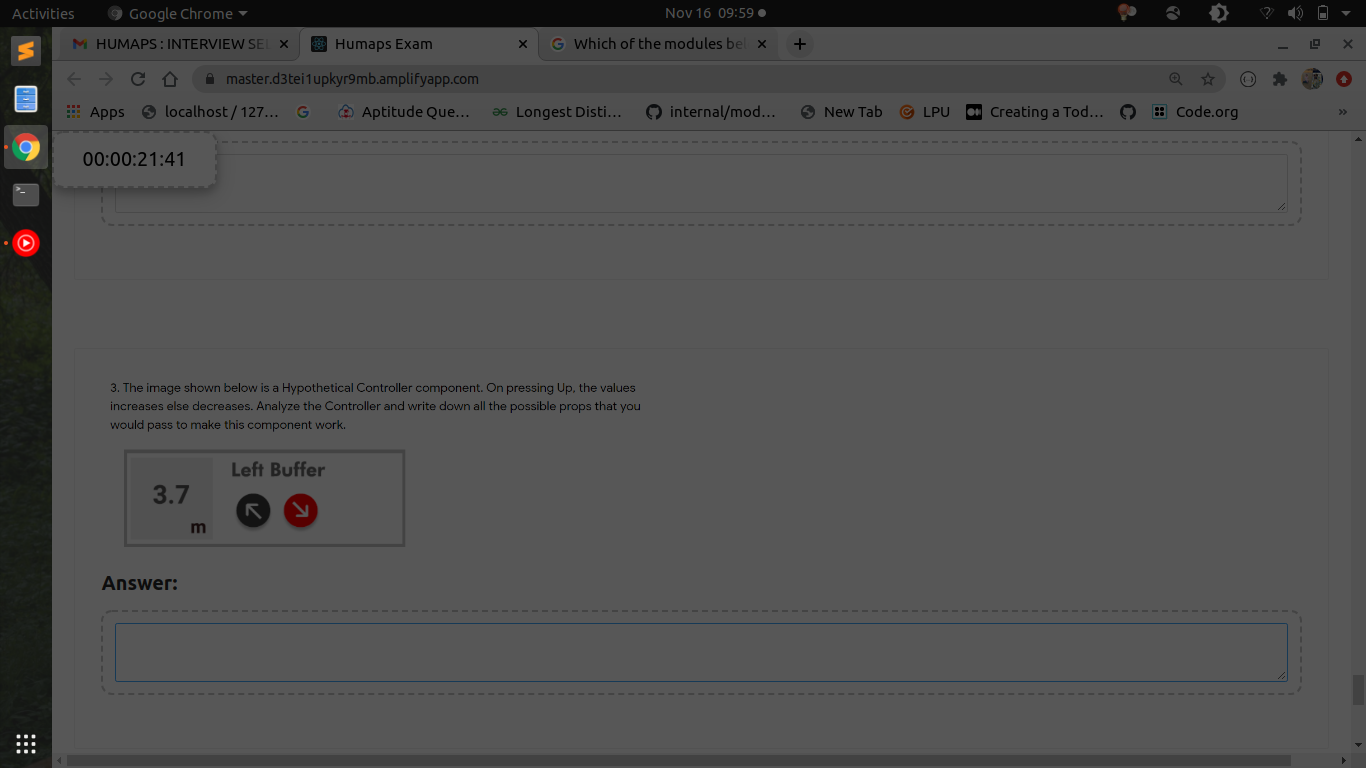 Activities
Google Chrome
Nov 16 09:59
HUMAPS : INTERVIEW SE
Humaps Exam
Which of the modules be
master.d3tei1upkyr9mb.amplifyapp.com
Apps
localhost / 127...
Aptitude Que...
Longest Disti...
internal/mod...
New Tab
LPU
Creating a Tod...
Code.org
»
00:00:21:41
3. The image shown below is a Hypothetical Controller component. On pressing Up, the values
increases else decreases. Analyze the Controller and write down all the possible props that you
would pass to make this component work.
Left Buffer
3.7
m
Answer: